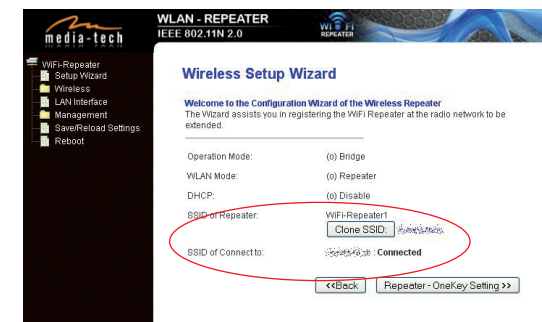 media-tech
WLAN - REPEATER
IEEE 802.11N 2.0
Wi Fi
REPEATER
WiFi-Repeater
Setup Wizard
Wireless
LAN Interface
Management
Save/Reload Settings
Reboot
Wireless Setup Wizard
Welcome to the Configuration Wizard of the Wireless Repeater
The Wizard assists you in registering the WiFi Repeater at the radio network to be
extended.
Operation Mode: (o) Bridge
WLAN Mode: (o) Repeater
DHCP: (o) Disable
SSID of Repeater: WiFi-Repeater1
Clone SSID:
SSID of Connect to: : Connected
<<Back Repeater - OneKey Setting >>